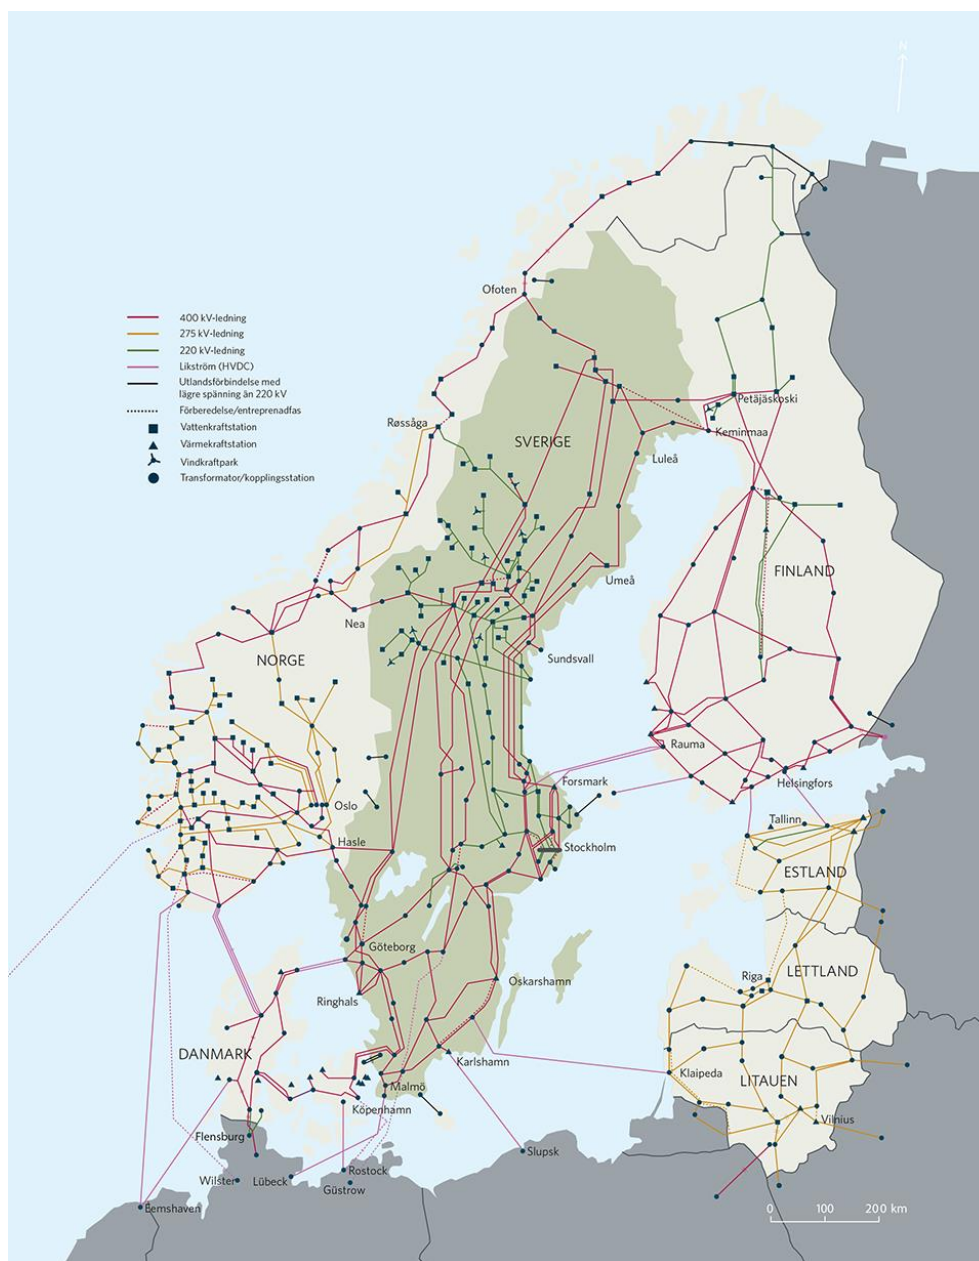 N
Ofoten
400 kV-ledning
275 kV-ledning
220 kV-ledning
Likström (HVDC)
Utlandsförbindelse med
lägre spänning än 220 kV
Förberedelse/entreprenadfas
Vattenkraftstation
Värmekraftstation
Vindkraftpark
Transformator/kopplingsstation
Petäjäskoski
Røssåga
Keminmaa
SVERIGE
Luleå
FINLAND
Umeå
Nea
NORGE
Sundsvall
Rauma
Forsmark
Helsingfors
Oslo
Tallinn
Hasle
Stockholm
ESTLAND
Göteborg
Riga
LETTLAND
Oskarshamn
Ringhals
DANMARK
Karlshamn
Klaipeda
LITAUEN
Malmö
Köpenhamn
Vilnius
Flensburg
Slupsk
Rostock
Wilster
Lübeck
Güstrow
Eemshaven
0 100 200 km